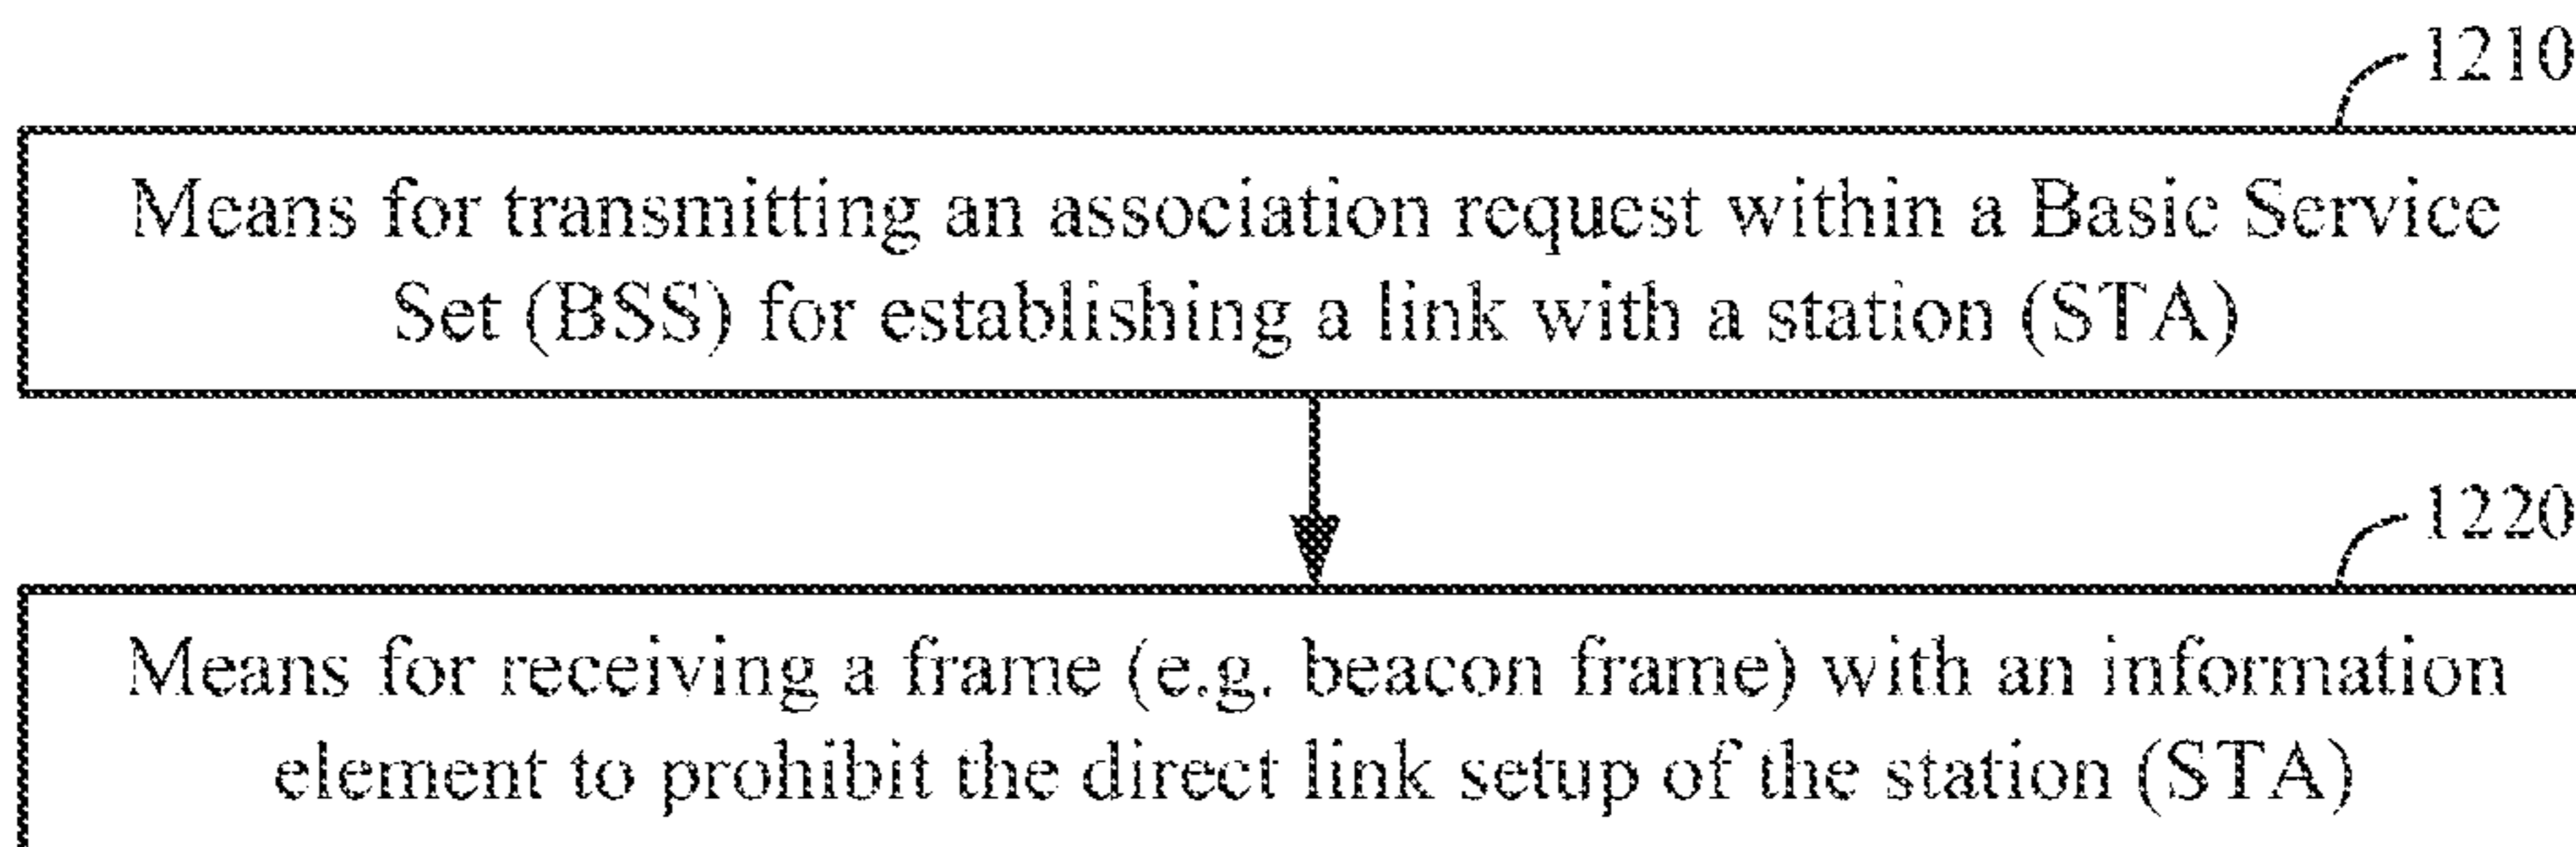 1210
Means for transmitting an association request within a Basic Service
Set (BSS) for establishing a link with a station (STA)
1220
Means for receiving a frame (e.g. beacon frame) with an information
element to prohibit the direct link setup of the station (STA)